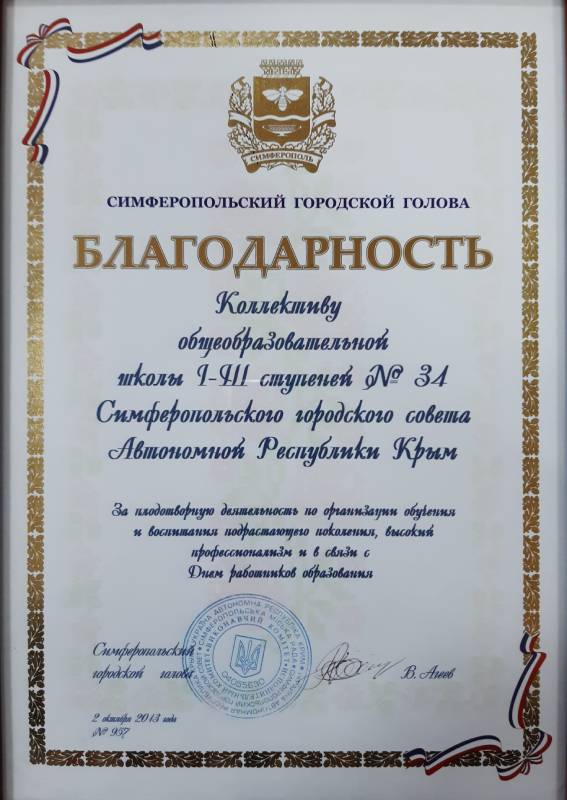 СИМФЕРОПОЛЬ
СИМФЕРОПОЛЬСКИЙ ГОРОДСКОЙ ГОЛОВА
БЛАГОДАРНОСТЬ
Коллективу
общеобразовательной
школы I-III ступеней № 34
Симферопольского городского совета
Автономной Республики Крым
За плодотворную деятельность по организации обучения
и воспитания подрастающего поколения, высокий
профессионализм и в связи с
Днем работников образования
Симферопольский
городской голова
В. Агеев
2 октября 2013 года
№ 957